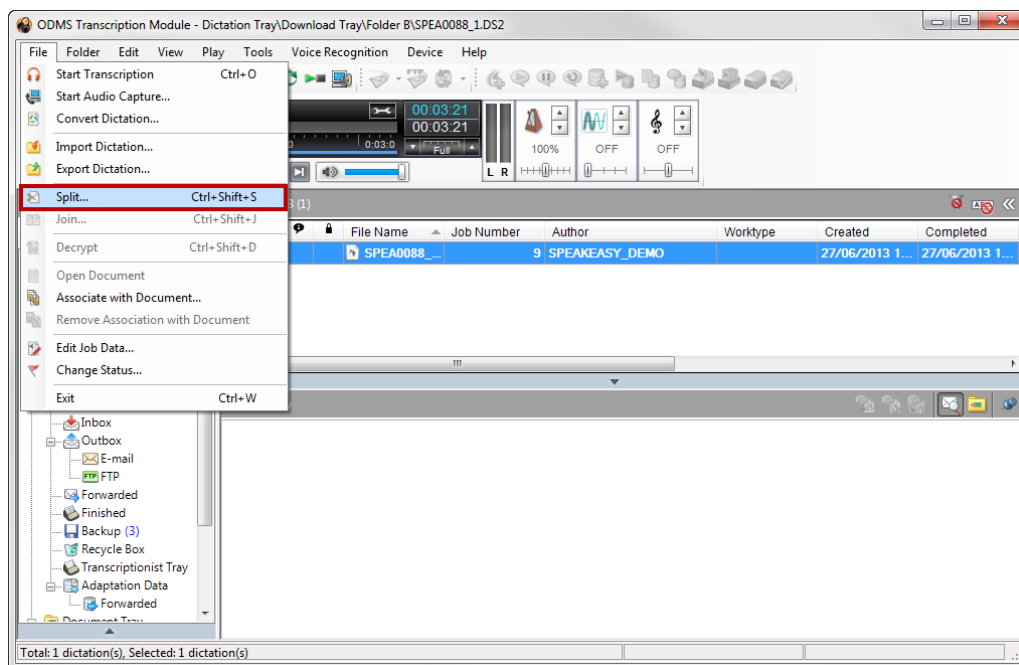 ODMS Transcription Module - Dictation Tray\Download Tray\Folder B\SPEA0088_1.DS2
File Folder Edit View Play Tools Voice Recognition Device Help
Start Transcription Ctrl+O
Start Audio Capture...
Convert Dictation...
Import Dictation...
Export Dictation...
Split... Ctrl+Shift+S
Join... Ctrl+Shift+J
Decrypt Ctrl+Shift+D
Open Document
Associate with Document...
Remove Association with Document
Edit Job Data...
Change Status...
Exit Ctrl+W
00:03:21
00:03:21
0:03:0 Full
L R
100% OFF OFF
(1)
File Name Job Number Author Worktype Created Completed
SPEA0088_... 9 SPEAKEASY_DEMO 27/06/2013 1... 27/06/2013 1...
Inbox
Outbox
E-mail
FTP FTP
Forwarded
Finished
Backup (3)
Recycle Box
Transcriptionist Tray
Adaptation Data
Forwarded
Document Tray
Total: 1 dictation(s), Selected: 1 dictation(s)